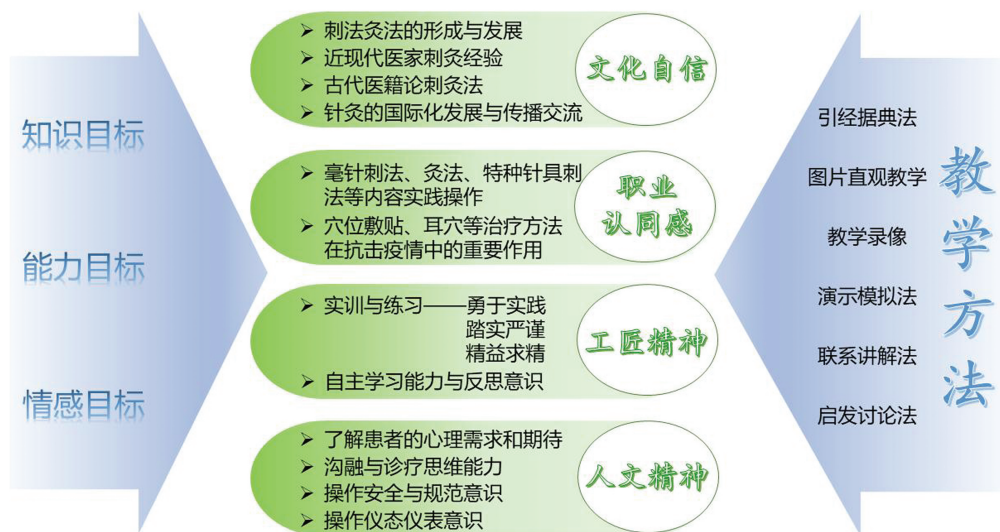 知识目标
能力目标
情感目标
刺法灸法的形成与发展
近现代医家刺灸经验
古代医籍论刺灸法
针灸的国际化发展与传播交流
文化自信
毫针刺法、灸法、特种针具刺
法等内容实践操作
穴位敷贴、耳穴等治疗方法
在抗击疫情中的重要作用
职业
认同感
实训与练习——勇于实践
踏实严谨
精益求精
自主学习能力与反思意识
工匠精神
了解患者的心理需求和期待
沟融与诊疗思维能力
操作安全与规范意识
操作仪态仪表意识
人文精神
引经据典法
图片直观教学
教学录像
演示模拟法
联系讲解法
启发讨论法
教学方法